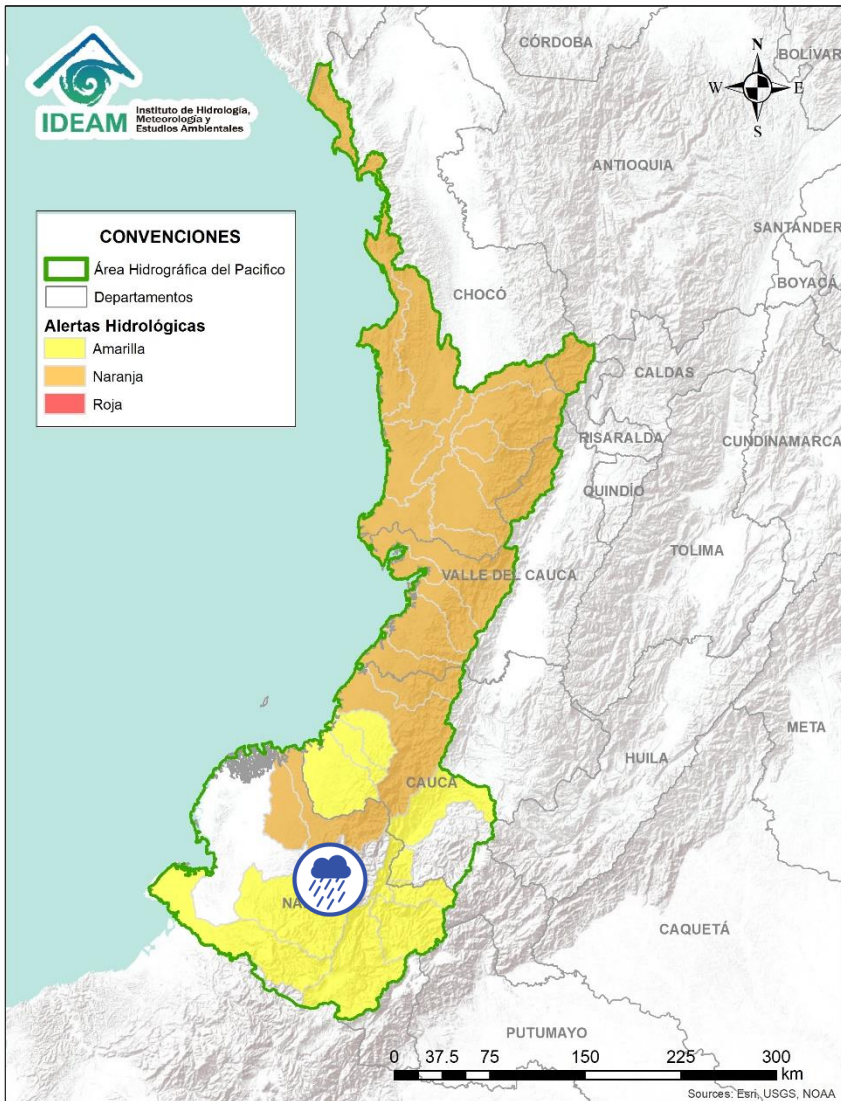 IDEAM
Instituto de Hidrología,
Meteorología y
Estudios Ambientales
N
W
E
S
CÓRDOBA
BOLÍVAR
ANTIOQUIA
SANTANDER
BOYACÁ
CHOCÓ
CALDAS
RISARALDA
CUNDINAMARCA
QUINDÍO
TOLIMA
VALLE DEL CAUCA
META
HUILA
CAUCA
NA
CAQUETÁ
PUTUMAYO
CONVENCIONES
Área Hidrográfica del Pacifico
Departamentos
Alertas Hidrológicas
Amarilla
Naranja
Roja
0 37.5 75 150 225 300
km
Sources: Esri, USGS, NOAA